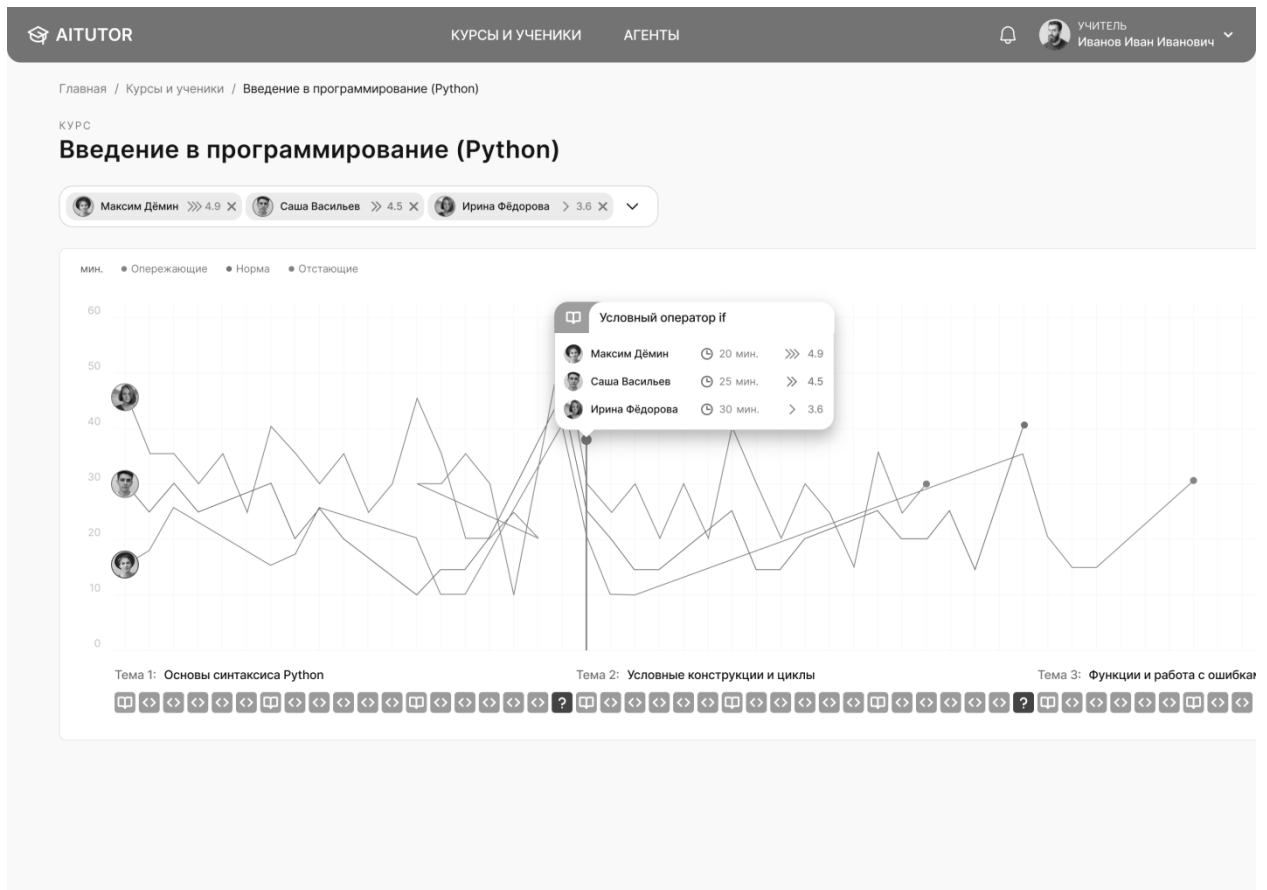 AITUTOR
КУРСЫ И УЧЕНИКИ
АГЕНТЫ
УЧИТЕЛЬ
Иванов Иван Иванович
Главная / Курсы и ученики / Введение в программирование (Python)
КУРС
Введение в программирование (Python)
Максим Дёмин 4.9
Саша Васильев 4.5
Ирина Фёдорова 3.6
мин.
Опережающие
Норма
Отстающие
60
50
40
30
20
10
0
Условный оператор if
Максим Дёмин 20 мин. 4.9
Саша Васильев 25 мин. 4.5
Ирина Фёдорова 30 мин. 3.6
Тема 1: Основы синтаксиса Python
Тема 2: Условные конструкции и циклы
Тема 3: Функции и работа с ошибка
? ?